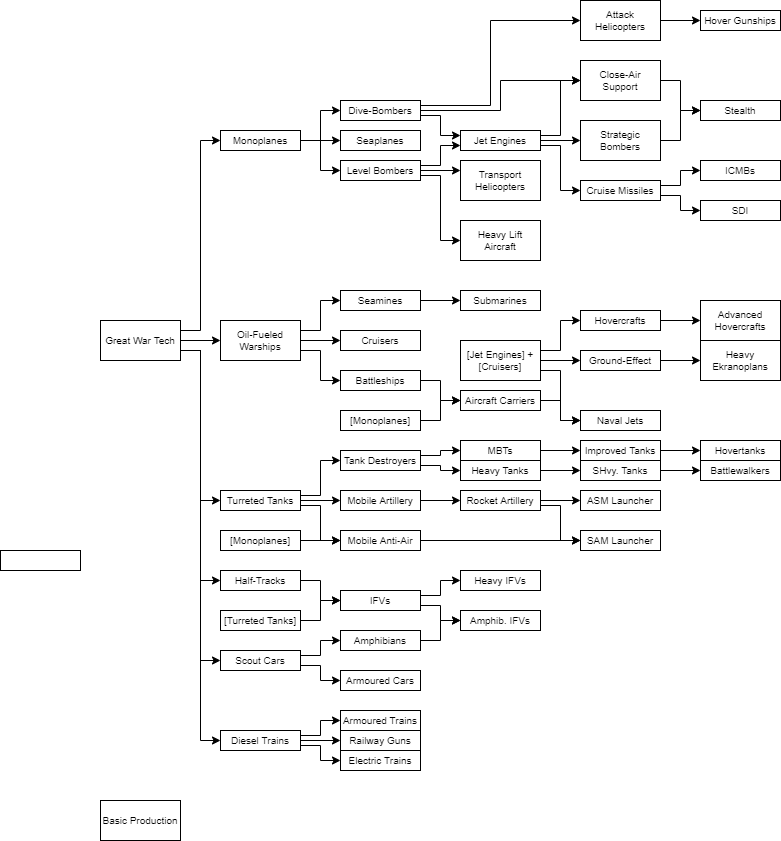 Attack
Helicopters
Hover Gunships
Close-Air
Support
Dive-Bombers
Stealth
Monoplanes
Seaplanes
Jet Engines
Strategic
Bombers
Level Bombers
Transport
Helicopters
ICMBs
Cruise Missiles
SDI
Heavy Lift
Aircraft
Seamines
Submarines
Great War Tech
Oil-Fueled
Warships
Cruisers
Hovercrafts
Advanced
Hovercrafts
[Jet Engines] +
[Cruisers]
Ground-Effect
Heavy
Ekranoplans
Battleships
Aircraft Carriers
[Monoplanes]
Naval Jets
Tank Destroyers
MBTs
Improved Tanks
Hovertanks
Heavy Tanks
SHvy. Tanks
Battlewalkers
Turreted Tanks
Mobile Artillery
Rocket Artillery
ASM Launcher
[Monoplanes]
Mobile Anti-Air
SAM Launcher
Half-Tracks
Heavy IFVs
IFVs
[Turreted Tanks]
Amphib. IFVs
Scout Cars
Amphibians
Armoured Cars
Armoured Trains
Diesel Trains
Railway Guns
Electric Trains
Basic Production